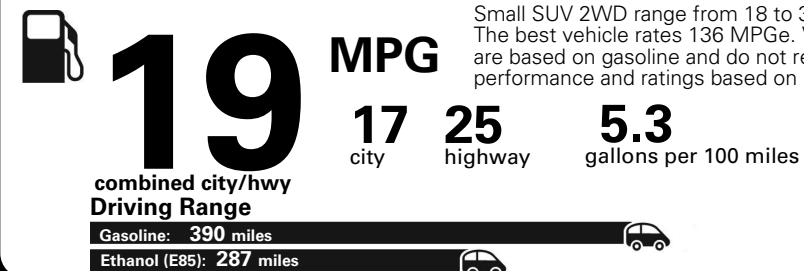 Small SUV 2WD range from 18 to
The best vehicle rates 136 MPGe.
are based on gasoline and do not
performance and ratings based on
19
MPG
17 25 5.3
city highway gallons per 100 miles
combined city/hwy
Driving Range
Gasoline: 390 miles
Ethanol (E85): 287 miles